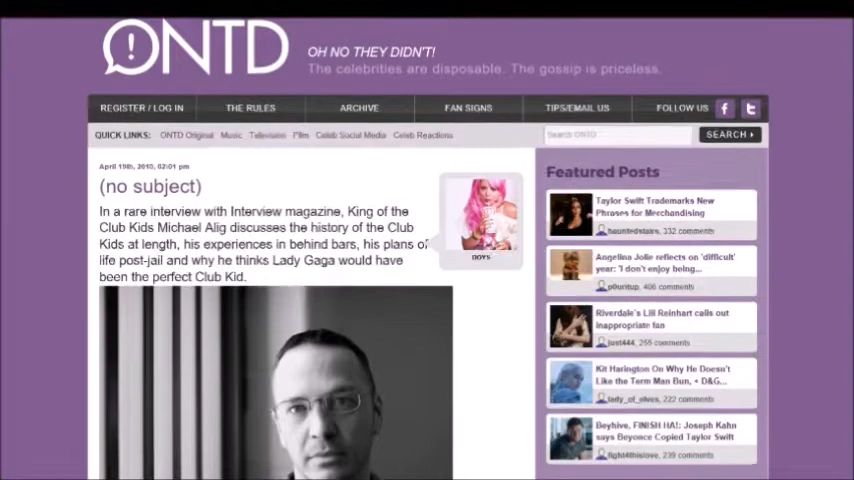 ONTD
OH NO THEY DIDN'T!
The celebrities are disposable. The gossip is priceless.
REGISTER / LOG IN THE RULES ARCHIVE FAN SIGNS TIPS/EMAIL US FOLLOW US
QUICK LINKS: ONTD Original Music Television Film Celeb Social Media Celeb Reactions Search ONTD SEARCH
April 19th, 2010, 02:01 pm
(no subject)
In a rare interview with Interview magazine, King of the
Club Kids Michael Alig discusses the history of the Club
Kids at length, his experiences in behind bars, his plans of
life post-jail and why he thinks Lady Gaga would have
been the perfect Club Kid.
Featured Posts
Taylor Swift Trademarks New
Phrases for Merchandising
hauntedstairs, 332 comments
Angelina Jolie reflects on 'difficult'
year: 'I don't enjoy being...
p0uritup, 406 comments
Riverdale's Lili Reinhart calls out
inappropriate fan
just444, 255 comments
Kit Harington On Why He Doesn't
Like the Term Man Bun, + D&G...
lady_of_elves, 222 comments
Beyhive, FINISH HA!: Joseph Kahn
says Beyonce Copied Taylor Swift
light4thislove, 239 comments